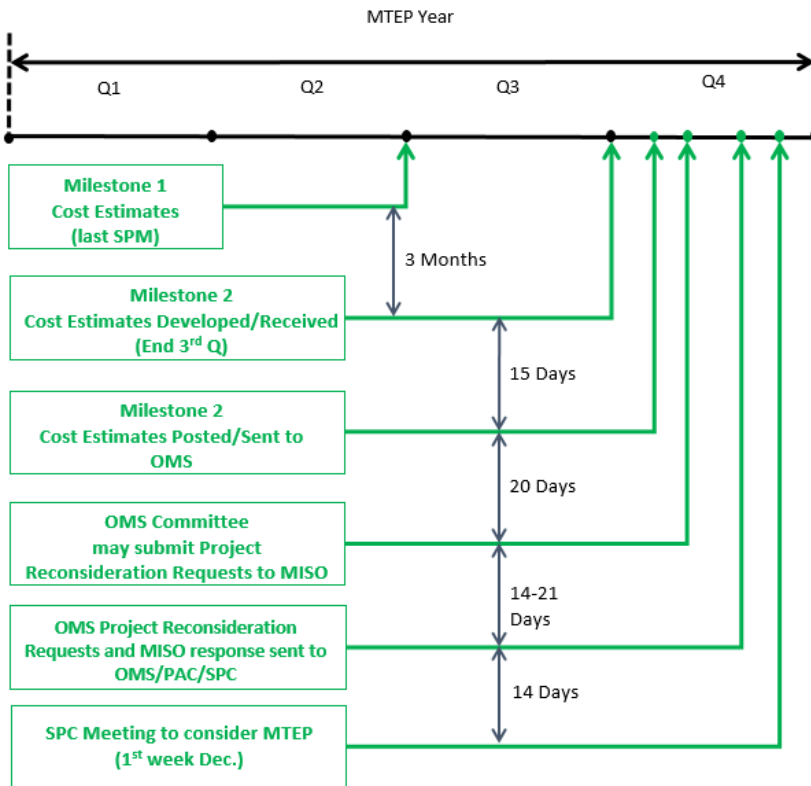 MTEP Year
Q1
Q2
Q3
Q4
Milestone 1
Cost Estimates
(last SPM)
3 Months
Milestone 2
Cost Estimates Developed/Received
(End 3rd Q)
15 Days
Milestone 2
Cost Estimates Posted/Sent to
OMS
20 Days
OMS Committee
may submit Project
Reconsideration Requests to MISO
14-21
Days
OMS Project Reconsideration
Requests and MISO response sent to
OMS/PAC/SPC
14 Days
SPC Meeting to consider MTEP
(1st week Dec.)